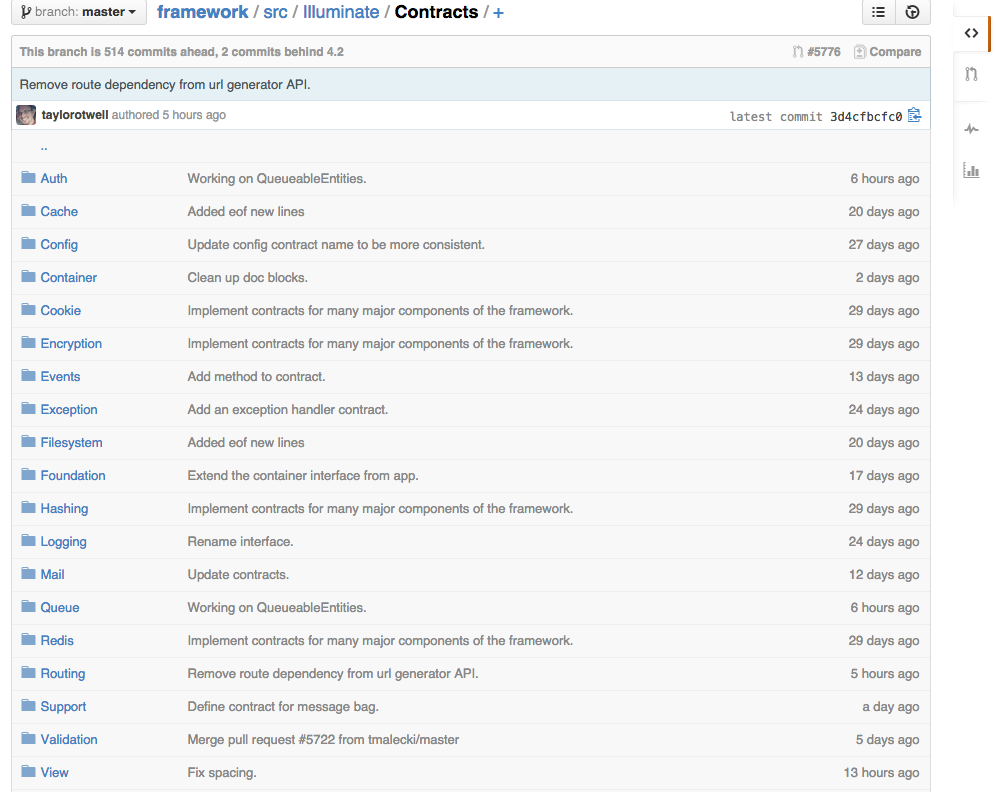 branch: master framework / src / Illuminate / Contracts / +
This branch is 514 commits ahead, 2 commits behind 4.2 #5776 Compare
Remove route dependency from url generator API.
taylorotwell authored 5 hours ago latest commit 3d4cfbcfc0
..
Auth Working on QueueableEntities. 6 hours ago
Cache Added eof new lines 20 days ago
Config Update config contract name to be more consistent. 27 days ago
Container Clean up doc blocks. 2 days ago
Cookie Implement contracts for many major components of the framework. 29 days ago
Encryption Implement contracts for many major components of the framework. 29 days ago
Events Add method to contract. 13 days ago
Exception Add an exception handler contract. 24 days ago
Filesystem Added eof new lines 20 days ago
Foundation Extend the container interface from app. 17 days ago
Hashing Implement contracts for many major components of the framework. 29 days ago
Logging Rename interface. 24 days ago
Mail Update contracts. 12 days ago
Queue Working on QueueableEntities. 6 hours ago
Redis Implement contracts for many major components of the framework. 29 days ago
Routing Remove route dependency from url generator API. 5 hours ago
Support Define contract for message bag. a day ago
Validation Merge pull request #5722 from tmalecki/master 5 days ago
View Fix spacing. 13 hours ago